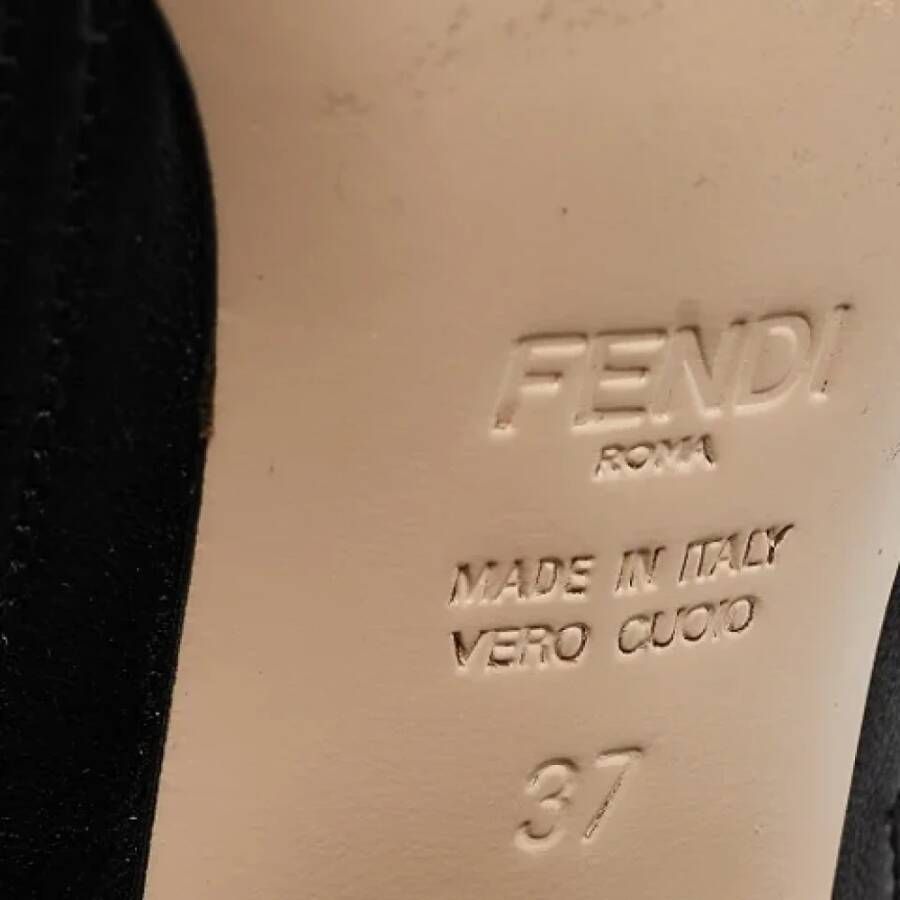 FENDI
ROMA
MADE IN ITALY
VERO CUOIO
37